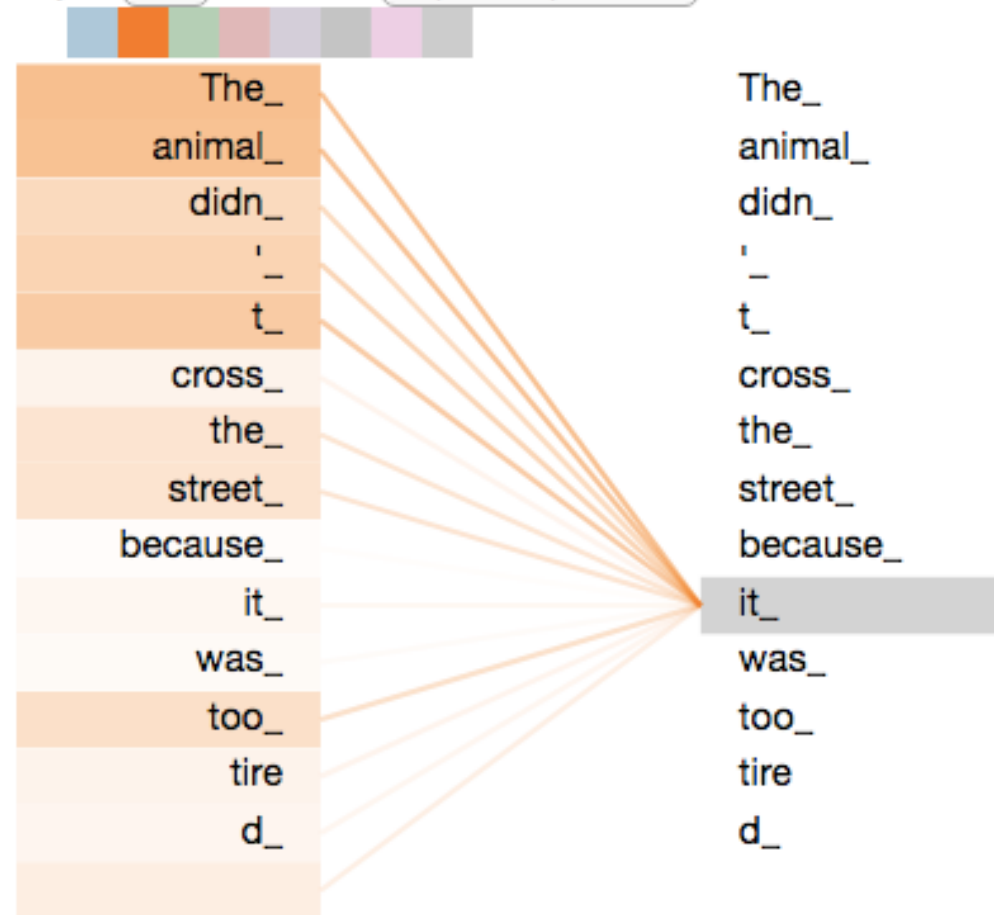 The_ The_
animal_ animal_
didn_ didn_
'_ '_
t_ t_
cross_ cross_
the_ the_
street_ street_
because_ because_
it_ it_
was_ was_
too_ too_
tire tire
d_ d_